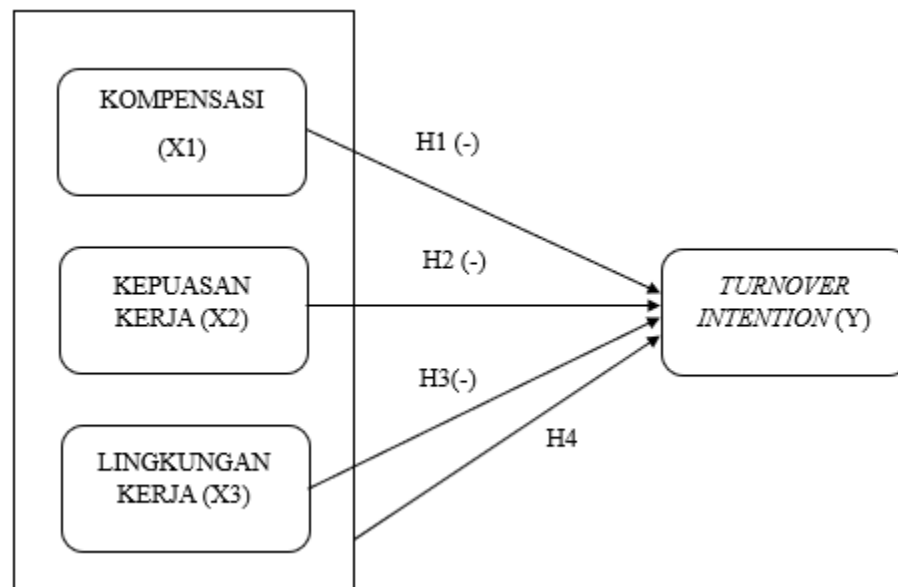 KOMPENSASI
(X1)
H1 (-)
H2 (-)
KEPUASAN
KERJA (X2)
TURNOVER
INTENTION (Y)
H3(-)
H4
LINGKUNGAN
KERJA (X3)